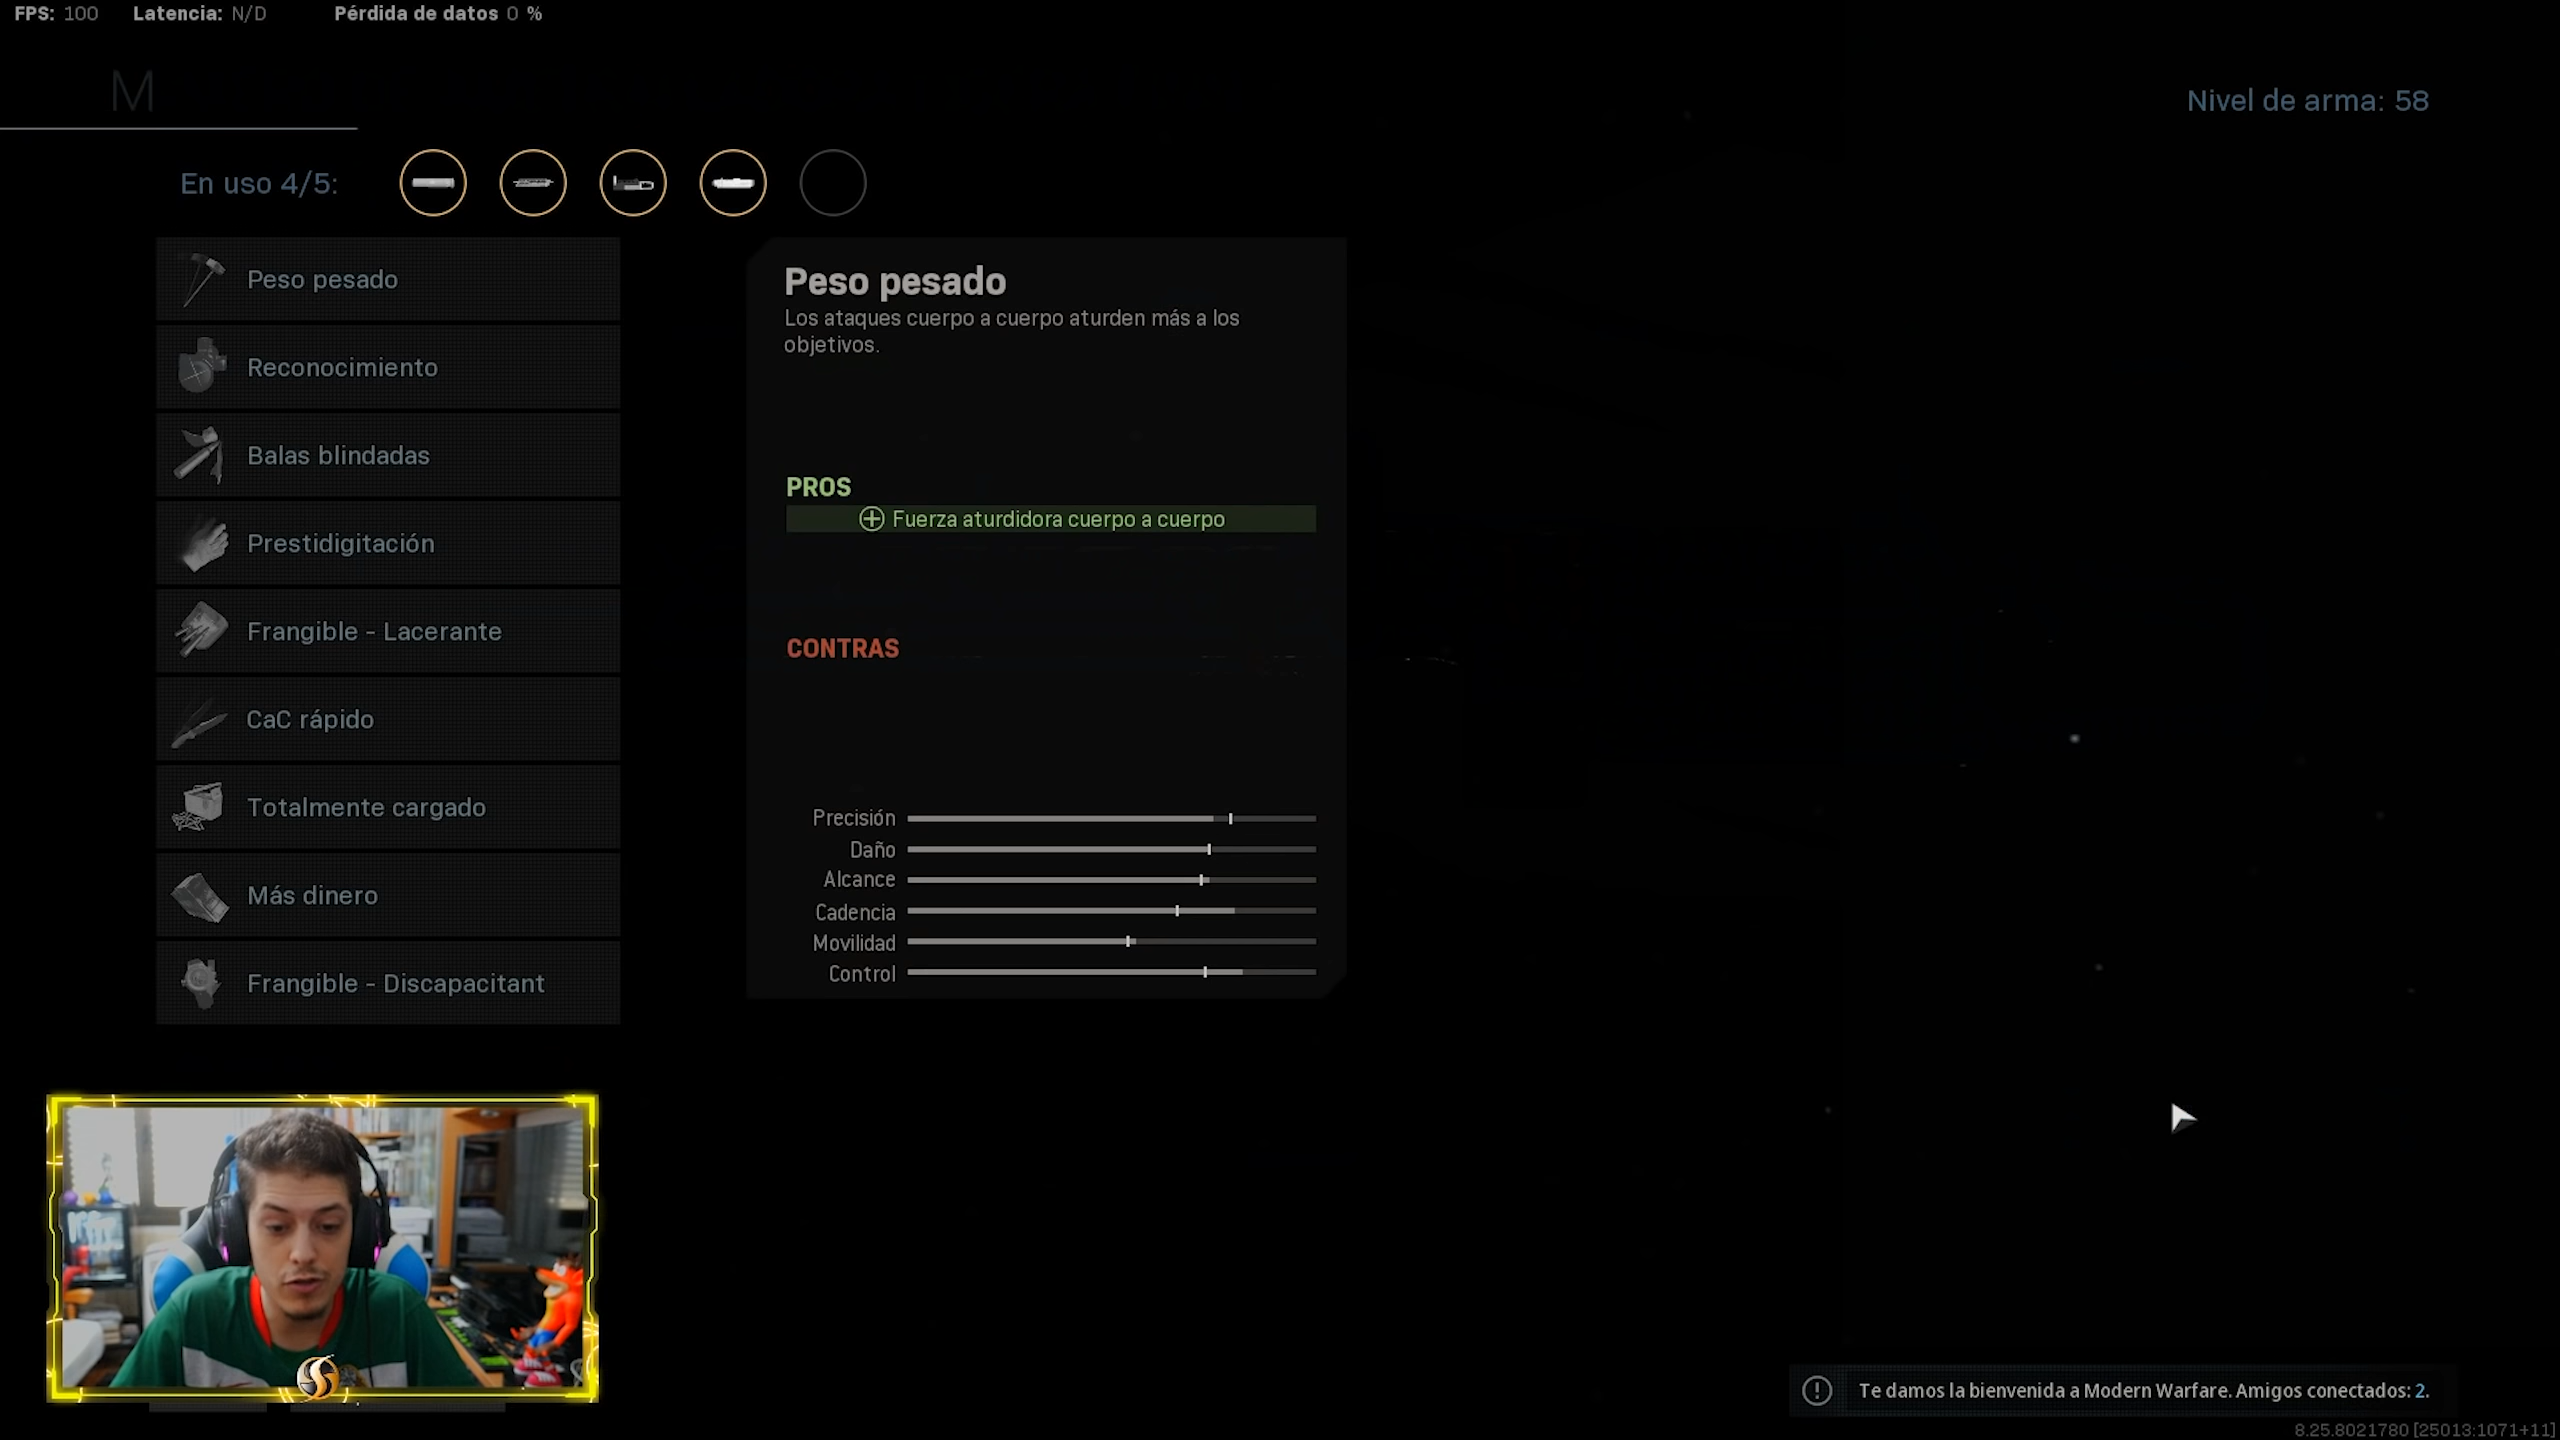 FPS: 100 Latencia: N/D Pérdida de datos 0 %
M
Nivel de arma: 58
En uso 4/5:
Peso pesado
Reconocimiento
Balas blindadas
Prestidigitación
Frangible - Lacerante
CaC rápido
Totalmente cargado
Más dinero
Frangible - Discapacitant
Peso pesado
Los ataques cuerpo a cuerpo aturden más a los
objetivos.
PROS
Fuerza aturdidora cuerpo a cuerpo
CONTRAS
Precisión
Daño
Alcance
Cadencia
Movilidad
Control
Te damos la bienvenida a Modern Warfare. Amigos conectados: 2.
8.25.8021780 [25013:1071+11]